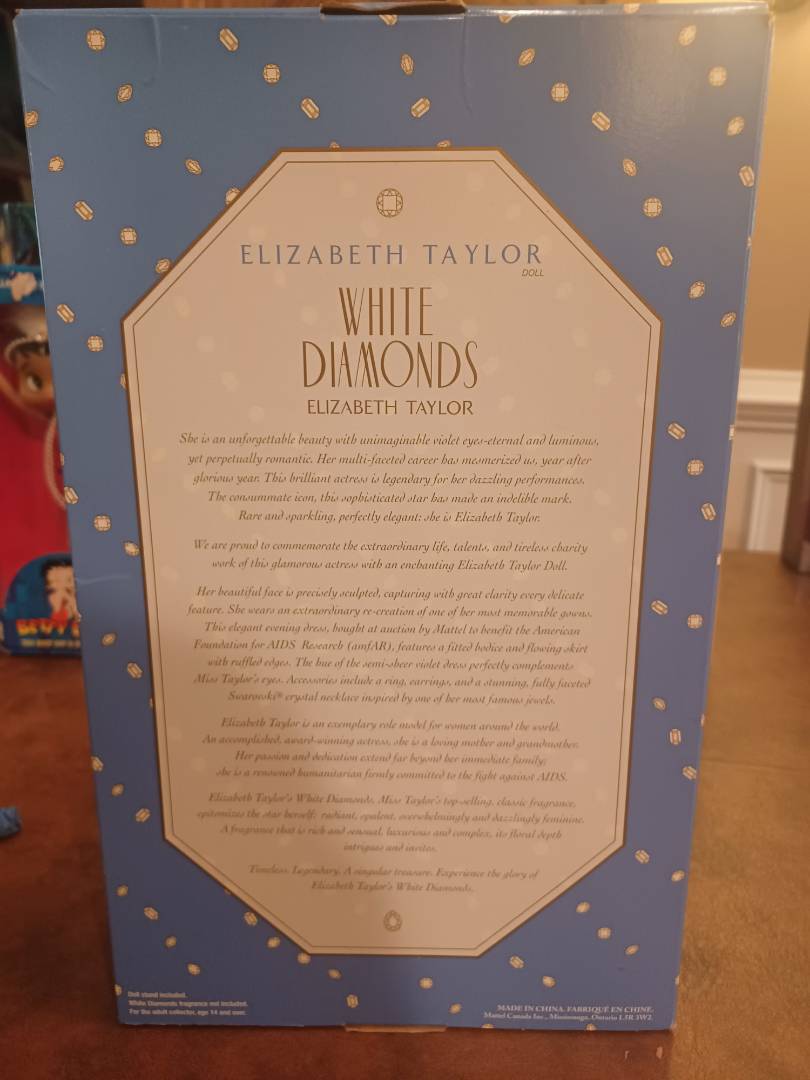 ELIZABETH TAYLOR
DOLL
WHITE
DIAMONDS
ELIZABETH TAYLOR
She is an unforgettable beauty with unimaginable violet eyes-eternal and luminous,
yet perpetually romantic. Her multi-faceted career has mesmerized us, year after
glorious year. This brilliant actress is legendary for her dazzling performances.
The consummate icon, this sophisticated star has made an indelible mark.
Rare and sparkling, perfectly elegant: she is Elizabeth Taylor.
We are proud to commemorate the extraordinary life, talents, and tireless charity
work of this glamorous actress with an enchanting Elizabeth Taylor Doll.
Her beautiful face is precisely sculpted, capturing with great clarity every delicate
feature. She wears an extraordinary re-creation of one of her most memorable gowns.
This elegant evening dress, bought at auction by Mattel to benefit the American
Foundation for AIDS Research (amfAR), features a fitted bodice and flowing skirt
with ruffled edges. The hue of the semi-sheer violet dress perfectly complements
Miss Taylor's eyes. Accessories include a ring, earrings, and a stunning, fully faceted
Swarovski® crystal necklace inspired by one of her most famous jewels.
Elizabeth Taylor is an exemplary role model for women around the world.
An accomplished, award-winning actress, she is a loving mother and grandmother.
Her passion and dedication extend far beyond her immediate family;
she is a renowned humanitarian firmly committed to the fight against AIDS.
Elizabeth Taylor's White Diamonds, Miss Taylor's top-selling, classic fragrance,
epitomizes the star herself: radiant, opulent, overwhelmingly and dazzlingly feminine.
A fragrance that is rich and sensual, luxurious and complex, its floral depth
intrigues and invites.
Timeless. Legendary. A singular treasure. Experience the glory of
Elizabeth Taylor's White Diamonds.
Doll stand included.
White Diamonds fragrance not included.
For the adult collector, age 14 and over.
MADE IN CHINA. FABRIQUÉ EN CHINE.
Mattel Canada Inc., Mississauga, Ontario L5R 3W2.